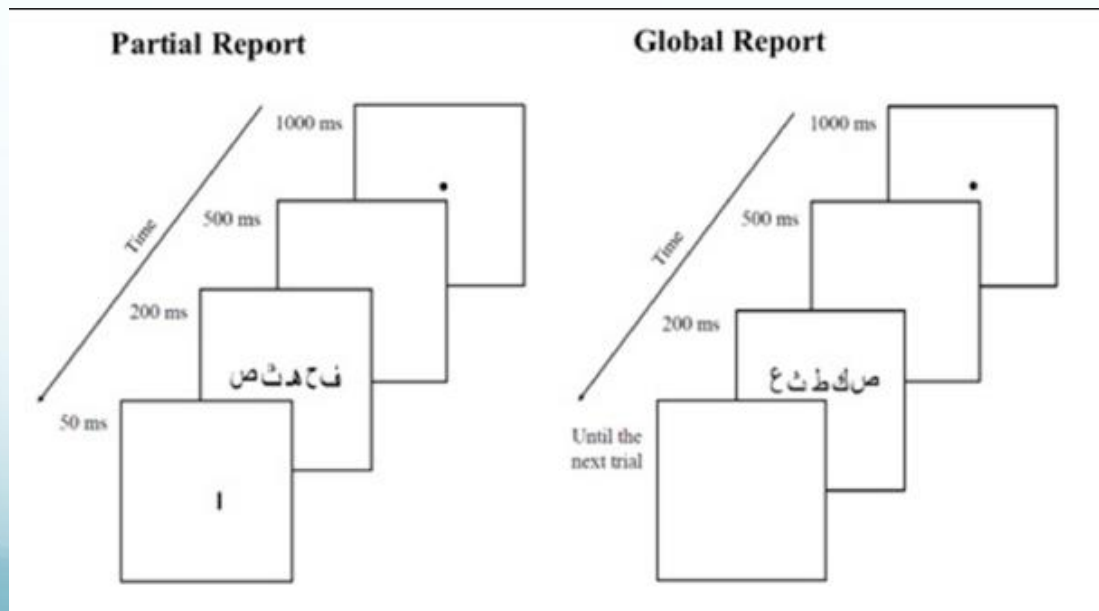 Partial Report
1000 ms
500 ms
200 ms
50 ms
Time
ف ح ه ث ص
ا
Global Report
1000 ms
500 ms
200 ms
Until the
next trial
Time
ص ك ط ث ع